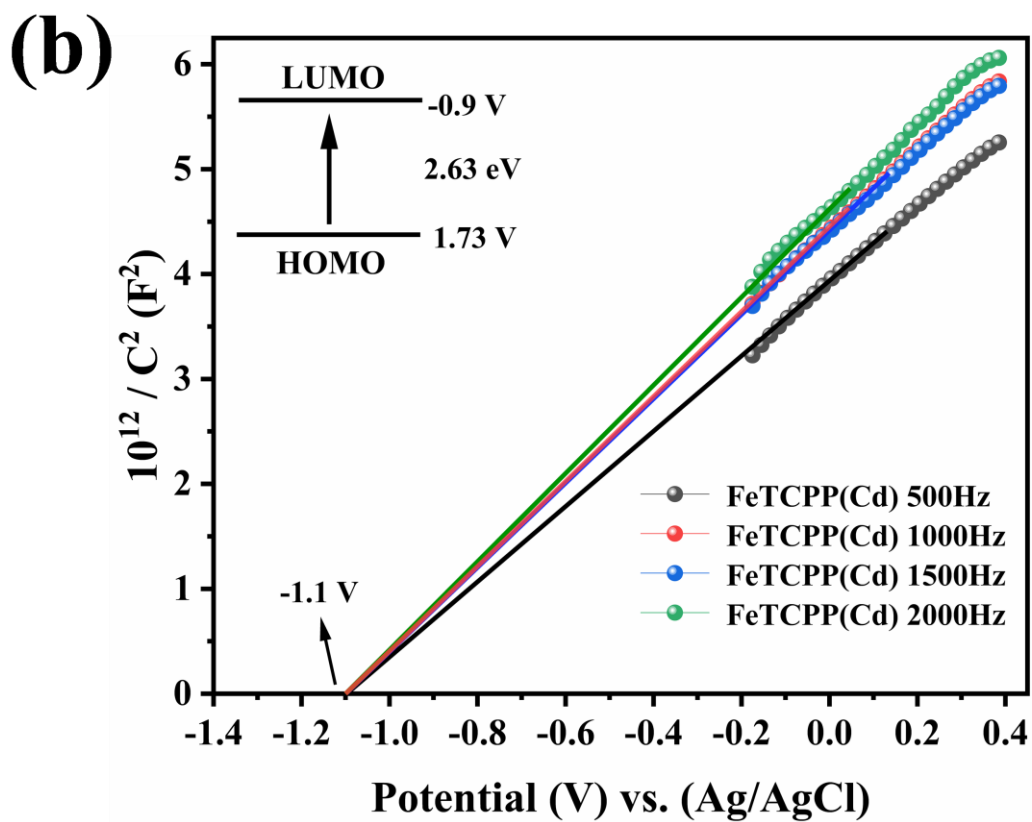 (b)
LUMO
-0.9 V
2.63 eV
1.73 V
HOMO
10¹² / C² (F²)
6
5
4
3
2
1
0
-1.1 V
FeTCPP(Cd) 500Hz
FeTCPP(Cd) 1000Hz
FeTCPP(Cd) 1500Hz
FeTCPP(Cd) 2000Hz
-1.4 -1.2 -1.0 -0.8 -0.6 -0.4 -0.2 0.0 0.2 0.4
Potential (V) vs. (Ag/AgCl)